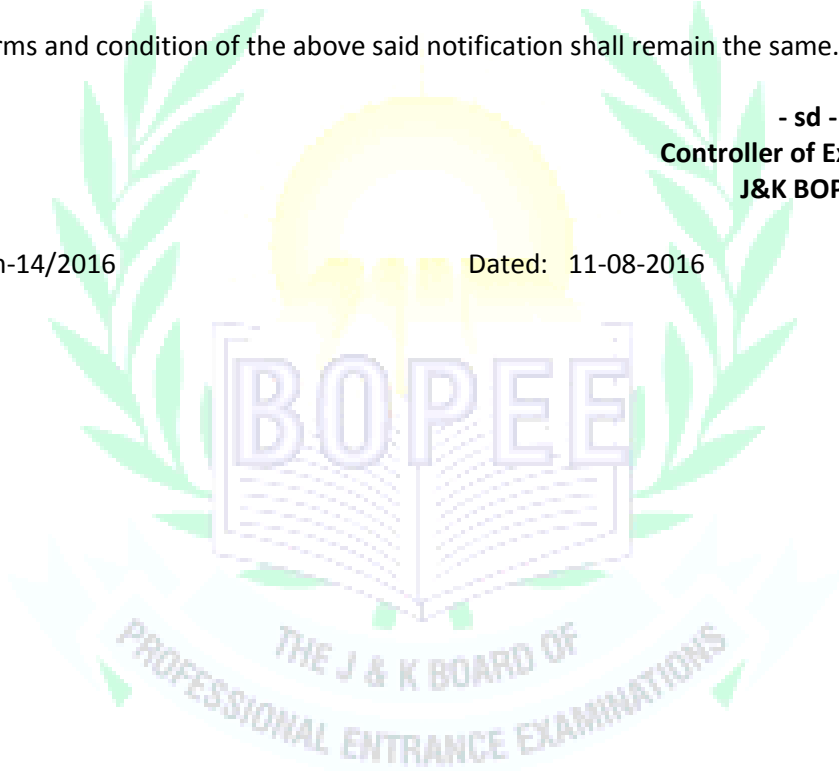 rms and condition of the above said notification shall remain the same.
- sd -
Controller of Ex
J&K BOP
n-14/2016 Dated: 11-08-2016
BOPEE
THE J & K BOARD OF
PROFESSIONAL ENTRANCE EXAMINATIONS